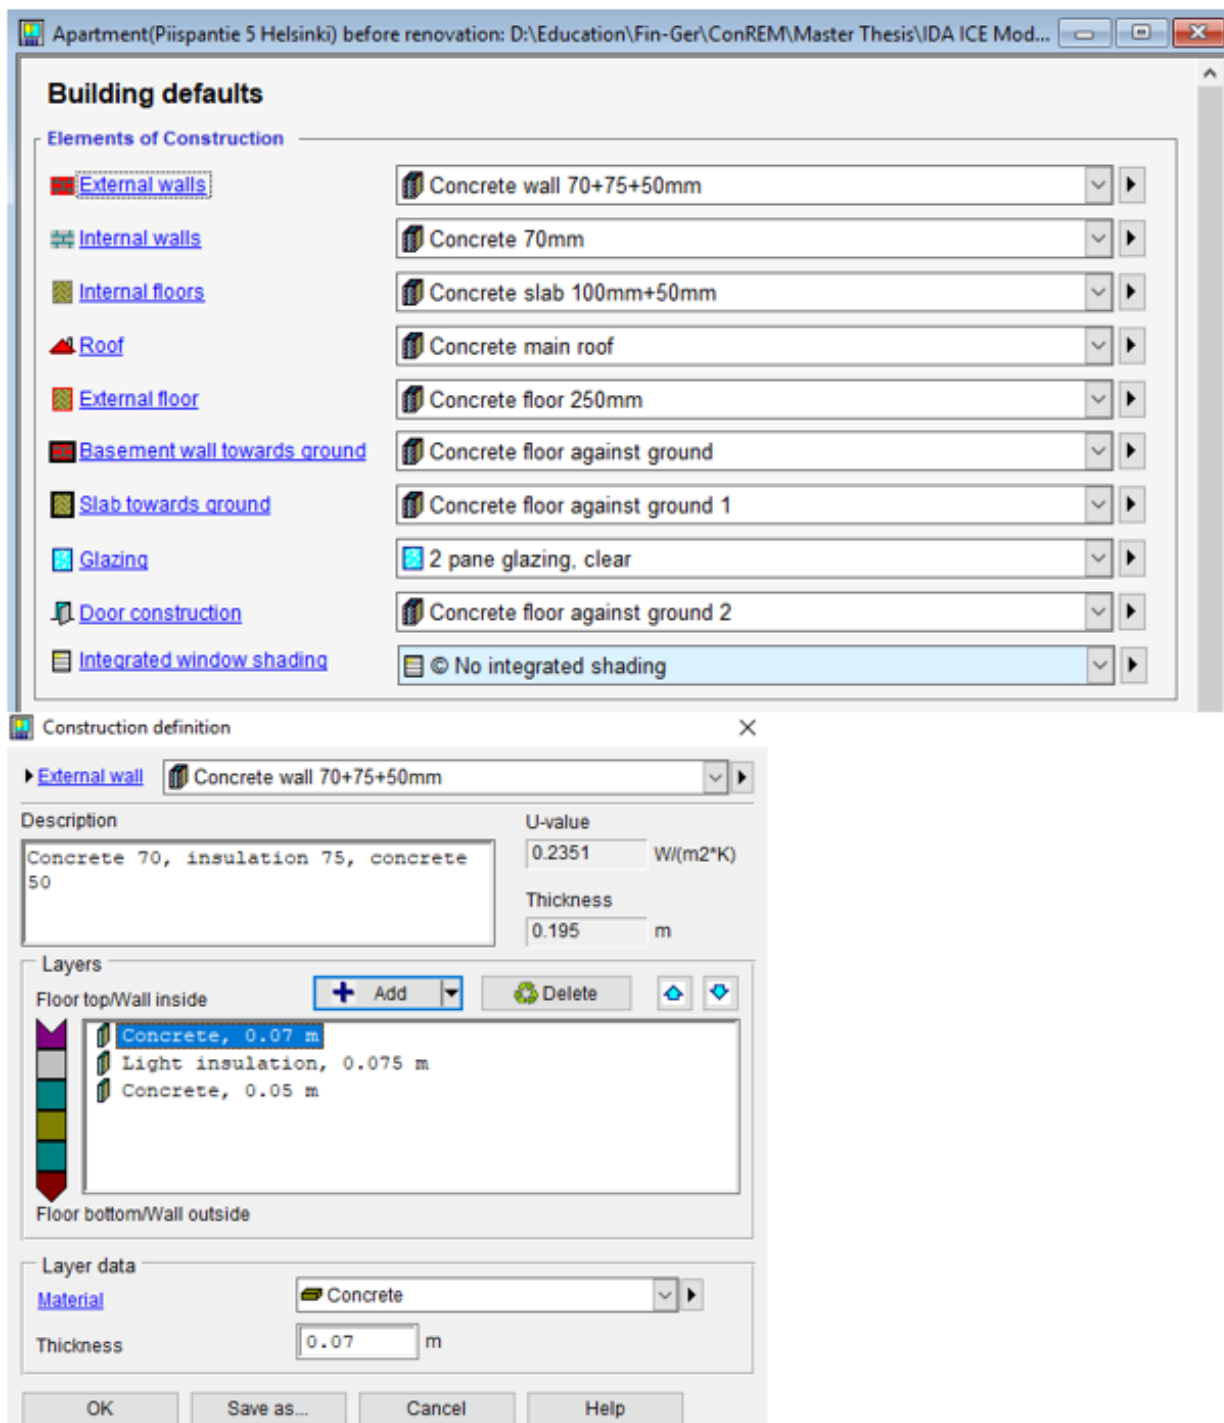 Apartment(Piispantie 5 Helsinki) before renovation: D:\Education\Fin-Ger\ConREM\Master Thesis\IDA ICE Mod...
Building defaults
Elements of Construction
External walls Concrete wall 70+75+50mm
Internal walls Concrete 70mm
Internal floors Concrete slab 100mm+50mm
Roof Concrete main roof
External floor Concrete floor 250mm
Basement wall towards ground Concrete floor against ground
Slab towards ground Concrete floor against ground 1
Glazing 2 pane glazing, clear
Door construction Concrete floor against ground 2
Integrated window shading © No integrated shading
Construction definition
External wall Concrete wall 70+75+50mm
Description U-value
Concrete 70, insulation 75, concrete 0.2351 W/(m2*K)
50
Thickness
0.195 m
Layers
Floor top/Wall inside Add Delete
Concrete, 0.07 m
Light insulation, 0.075 m
Concrete, 0.05 m
Floor bottom/Wall outside
Layer data
Material Concrete
Thickness 0.07 m
OK Save as... Cancel Help